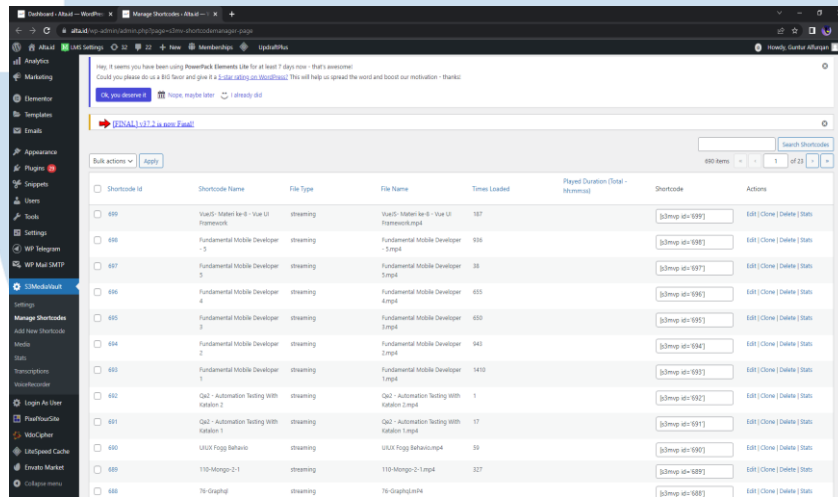 Dashboard - Alta.id — WordPre
Manage Shortcodes - Alta.id —
alta.id/wp-admin/admin.php?page=s3mv-shortcodemanager-page
Alta.id
LMS Settings
32
22
New
Memberships
UpdraftPlus
Howdy, Guntur Alfurqan
Analytics
Marketing
Elementor
Templates
Emails
Appearance
Plugins
Snippets
Users
Tools
Settings
WP Telegram
WP Mail SMTP
S3MediaVault
Settings
Manage Shortcodes
Add New Shortcode
Media
Stats
Transcriptions
VoiceRecorder
Login As User
PixelYourSite
VdoCipher
LiteSpeed Cache
Envato Market
Collapse menu
Hey, it seems you have been using PowerPack Elements Lite for at least 7 days now - that's awesome!
Could you please do us a BIG favor and give it a 5-star rating on WordPress? This will help us spread the word and boost our motivation - thanks!
Ok, you deserve it
Nope, maybe later
I already did
[FINAL] v37.2 is now Final!
Search Shortcodes
Bulk actions
Apply
690 items « ‹ 1 of 23 › »
Shortcode Id Shortcode Name File Type File Name Times Loaded Played Duration (Total - hh:mm:ss) Shortcode Actions
699 VueJS- Materi ke-8 - Vue UI Framework streaming VueJS- Materi ke-8 - Vue UI Framework.mp4 187 [s3mvp id='699'] Edit | Clone | Delete | Stats
698 Fundamental Mobile Developer - 5 streaming Fundamental Mobile Developer - 5.mp4 936 [s3mvp id='698'] Edit | Clone | Delete | Stats
697 Fundamental Mobile Developer 5 streaming Fundamental Mobile Developer 5.mp4 38 [s3mvp id='697'] Edit | Clone | Delete | Stats
696 Fundamental Mobile Developer 4 streaming Fundamental Mobile Developer 4.mp4 655 [s3mvp id='696'] Edit | Clone | Delete | Stats
695 Fundamental Mobile Developer 3 streaming Fundamental Mobile Developer 3.mp4 650 [s3mvp id='695'] Edit | Clone | Delete | Stats
694 Fundamental Mobile Developer 2 streaming Fundamental Mobile Developer 2.mp4 943 [s3mvp id='694'] Edit | Clone | Delete | Stats
693 Fundamental Mobile Developer 1 streaming Fundamental Mobile Developer 1.mp4 1410 [s3mvp id='693'] Edit | Clone | Delete | Stats
692 Qe2 - Automation Testing With Katalon 2 streaming Qe2 - Automation Testing With Katalon 2.mp4 1 [s3mvp id='692'] Edit | Clone | Delete | Stats
691 Qe2 - Automation Testing With Katalon 1 streaming Qe2 - Automation Testing With Katalon 1.mp4 17 [s3mvp id='691'] Edit | Clone | Delete | Stats
690 UIUX Fogg Behavio streaming UIUX Fogg Behavio.mp4 59 [s3mvp id='690'] Edit | Clone | Delete | Stats
689 110-Mongo-2-1 streaming 110-Mongo-2-1.mp4 327 [s3mvp id='689'] Edit | Clone | Delete | Stats
688 76-Graphql streaming 76-Graphql.mP4 [s3mvp id='688'] Edit | Clone | Delete | Stats